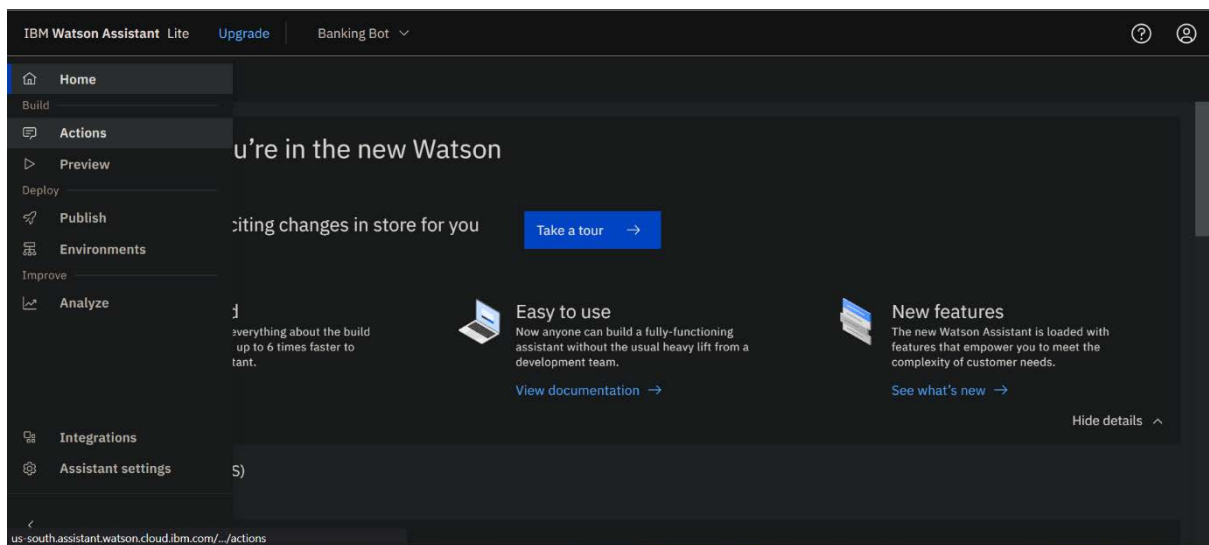 IBM Watson Assistant Lite Upgrade Banking Bot
Home
Build
Actions
Preview
Deploy
Publish
Environments
Improve
Analyze
Integrations
Assistant settings
u're in the new Watson
citing changes in store for you
Take a tour →
d
everything about the build
up to 6 times faster to
tant.
Easy to use
Now anyone can build a fully-functioning
assistant without the usual heavy lift from a
development team.
View documentation →
New features
The new Watson Assistant is loaded with
features that empower you to meet the
complexity of customer needs.
See what's new →
Hide details
S)
us-south.assistant.watson.cloud.ibm.com/.../actions